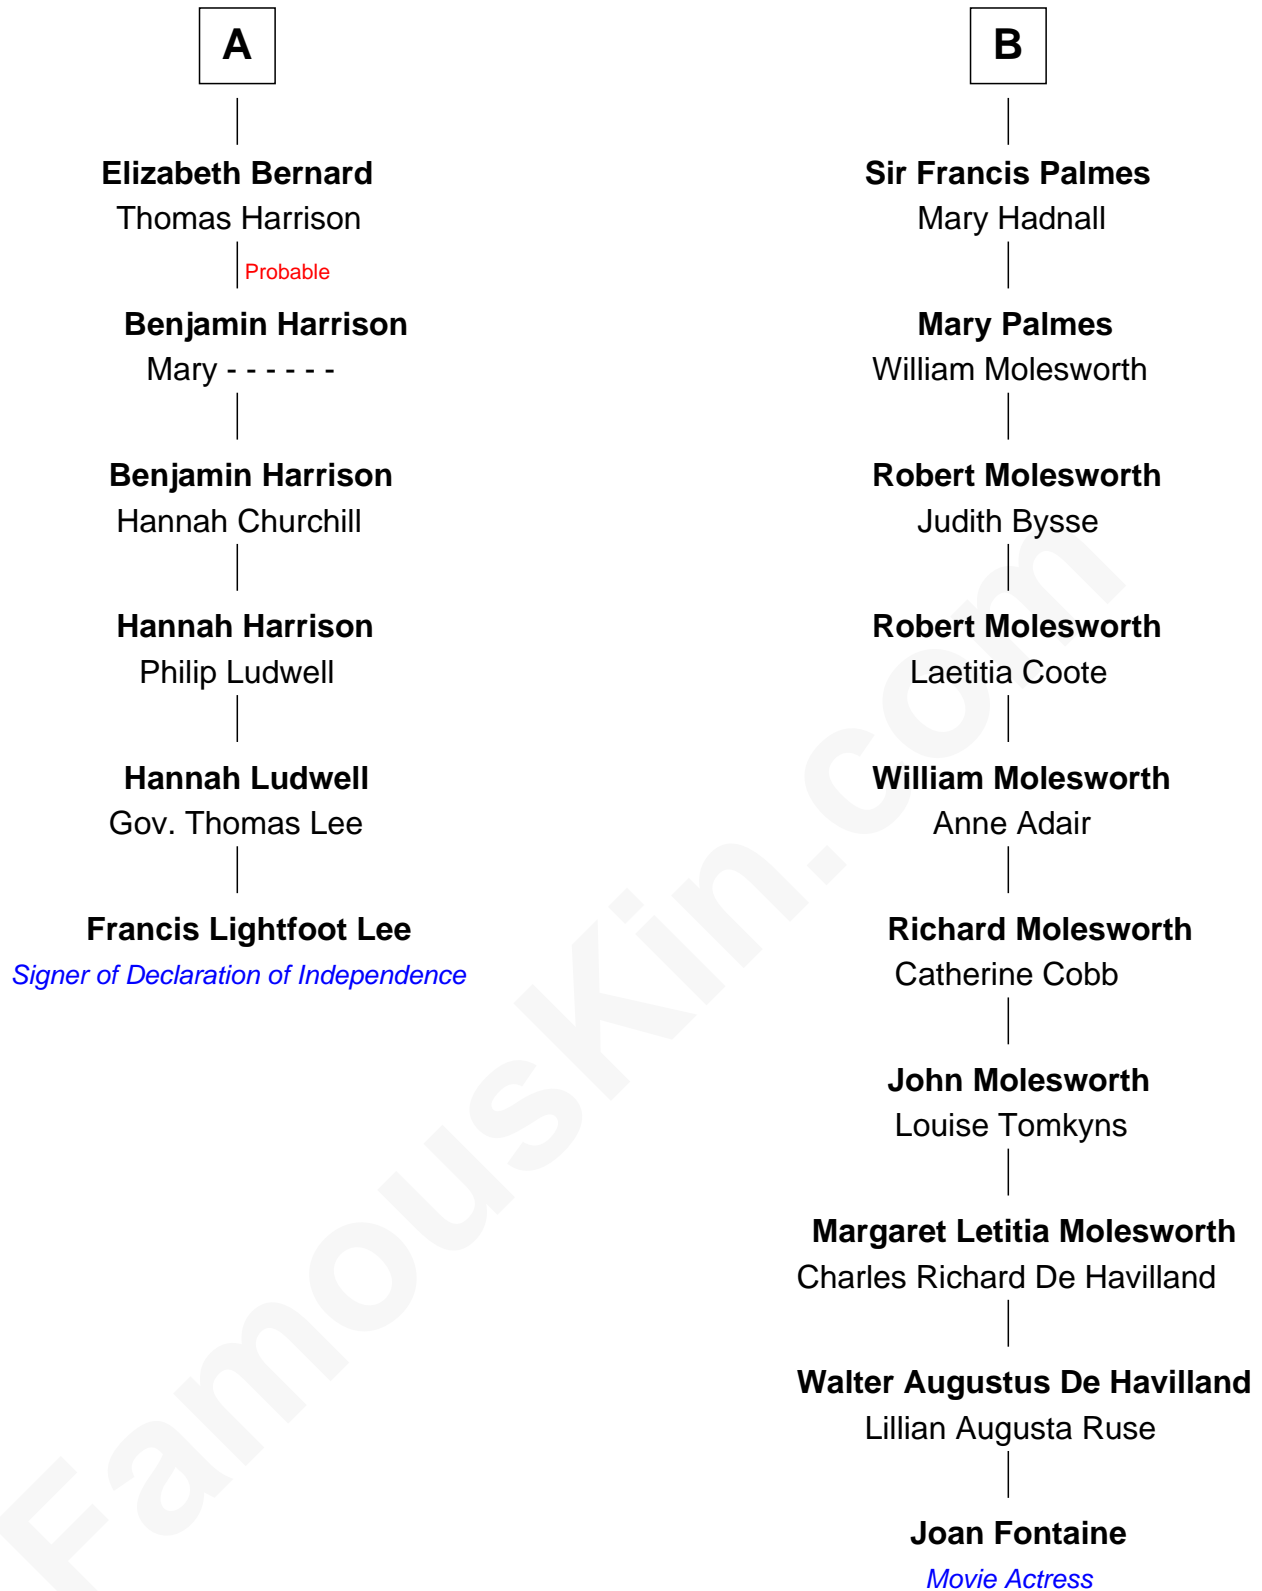 A
Elizabeth Bernard
Thomas Harrison
Probable
Benjamin Harrison
Mary - - - - - -
Benjamin Harrison
Hannah Churchill
Hannah Harrison
Philip Ludwell
Hannah Ludwell
Gov. Thomas Lee
Francis Lightfoot Lee
Signer of Declaration of Independence
B
Sir Francis Palmes
Mary Hadnall
Mary Palmes
William Molesworth
Robert Molesworth
Judith Bysse
Robert Molesworth
Laetitia Coote
William Molesworth
Anne Adair
Richard Molesworth
Catherine Cobb
John Molesworth
Louise Tomkyns
Margaret Letitia Molesworth
Charles Richard De Havilland
Walter Augustus De Havilland
Lillian Augusta Ruse
Joan Fontaine
Movie Actress
FamousKin.com